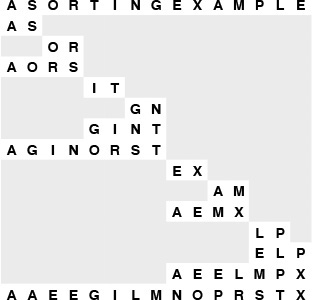 A S O R T I N G E X A M P L E
A S
O R
A O R S
I T
G N
G I N T
A G I N O R S T
E X
A M
A E M X
L P
E L P
A E E L M P X
A A E E G I L M N O P R S T X